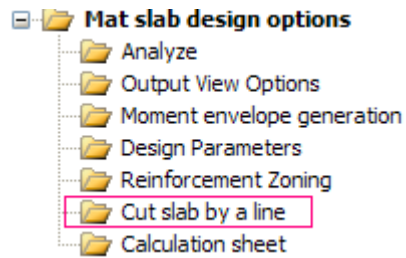 Mat slab design options
Analyze
Output View Options
Moment envelope generation
Design Parameters
Reinforcement Zoning
Cut slab by a line
Calculation sheet